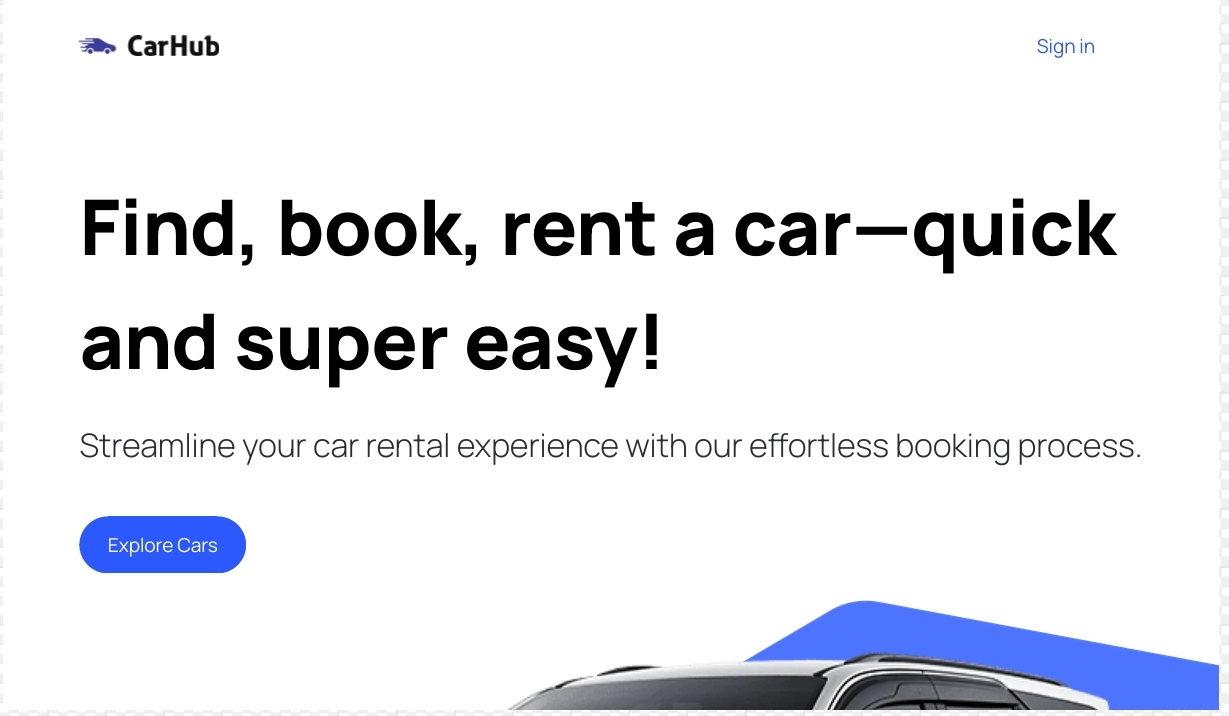 CarHub
Sign in
Find, book, rent a car—quick
and super easy!
Streamline your car rental experience with our effortless booking process.
Explore Cars